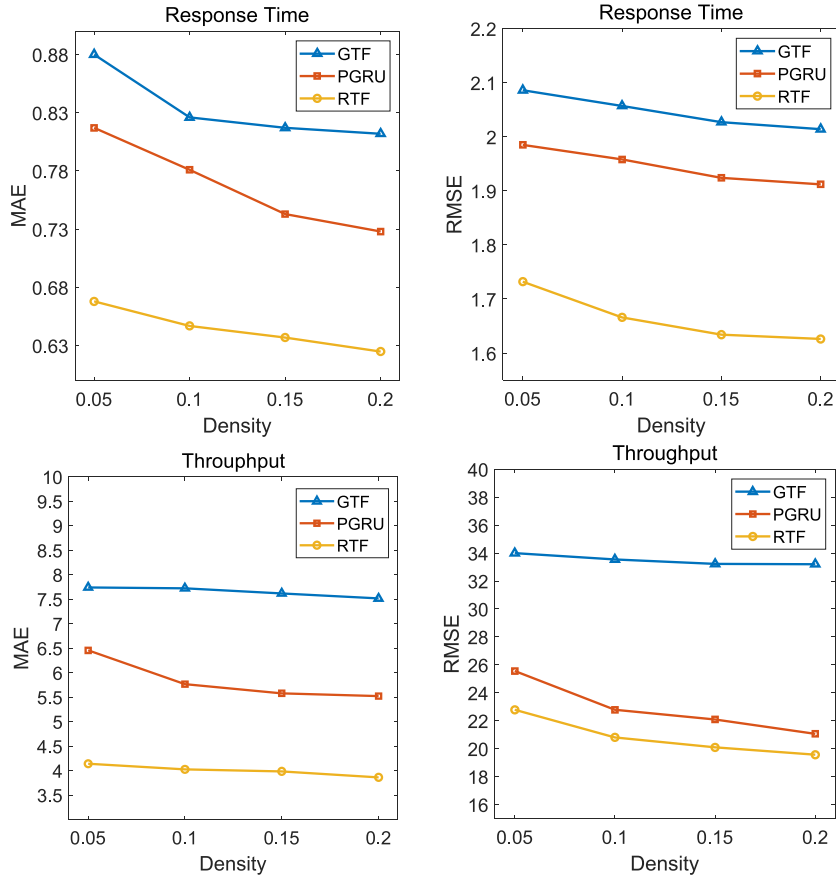 Response Time
0.88
0.83
0.78
0.73
0.68
0.63
MAE
GTF
PGRU
RTF
0.05 0.1 0.15 0.2
Density
Response Time
2.2
2.1
2
1.9
1.8
1.7
1.6
RMSE
GTF
PGRU
RTF
0.05 0.1 0.15 0.2
Density
Throuphput
10
9.5
9
8.5
8
7.5
7
6.5
6
5.5
5
4.5
4
3.5
MAE
GTF
PGRU
RTF
0.05 0.1 0.15 0.2
Density
Throughput
40
38
36
34
32
30
28
26
24
22
20
18
16
RMSE
GTF
PGRU
RTF
0.05 0.1 0.15 0.2
Density